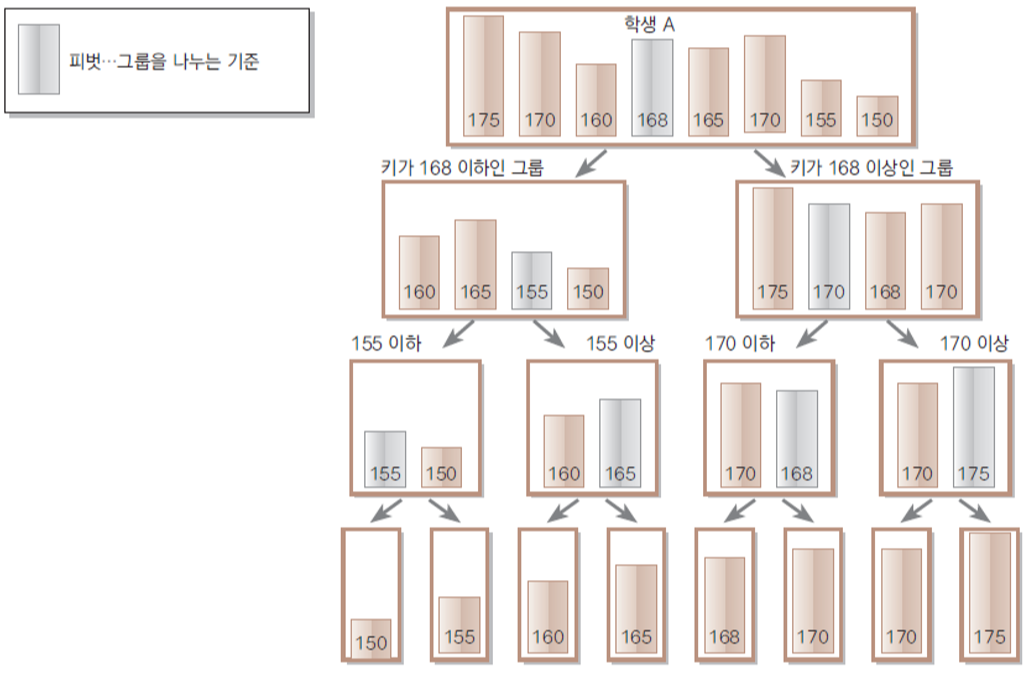 피벗…그룹을 나누는 기준
학생 A
175 170 160 168 165 170 155 150
키가 168 이하인 그룹
키가 168 이상인 그룹
160 165 155 150
175 170 168 170
155 이하
155 이상
170 이하
170 이상
155 150
160 165
170 168
170 175
150
155
160
165
168
170
170
175